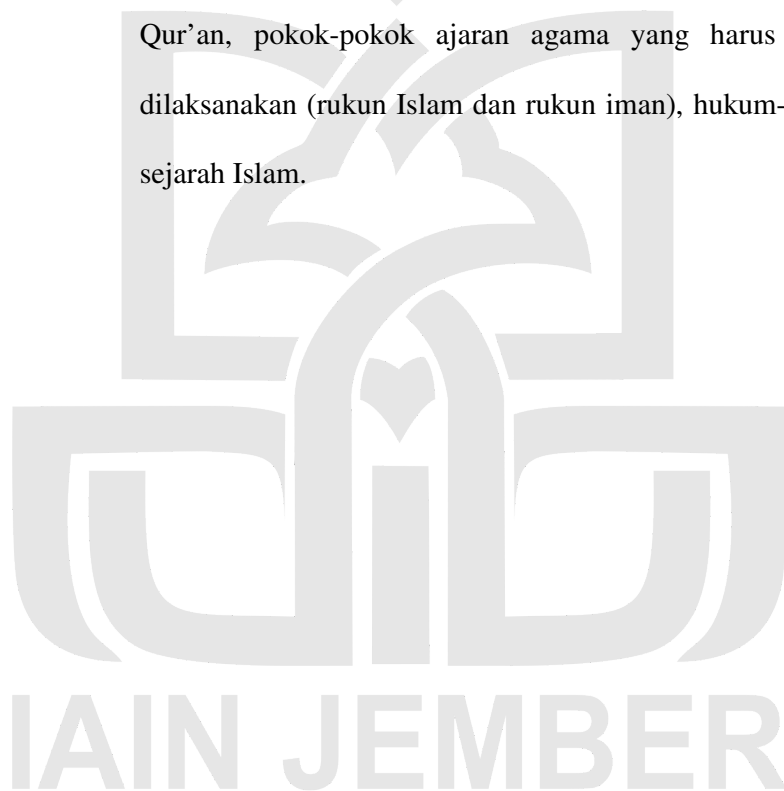 Qur’an, pokok-pokok ajaran agama yang harus
dilaksanakan (rukun Islam dan rukun iman), hukum-
sejarah Islam.
IAIN JEMBER